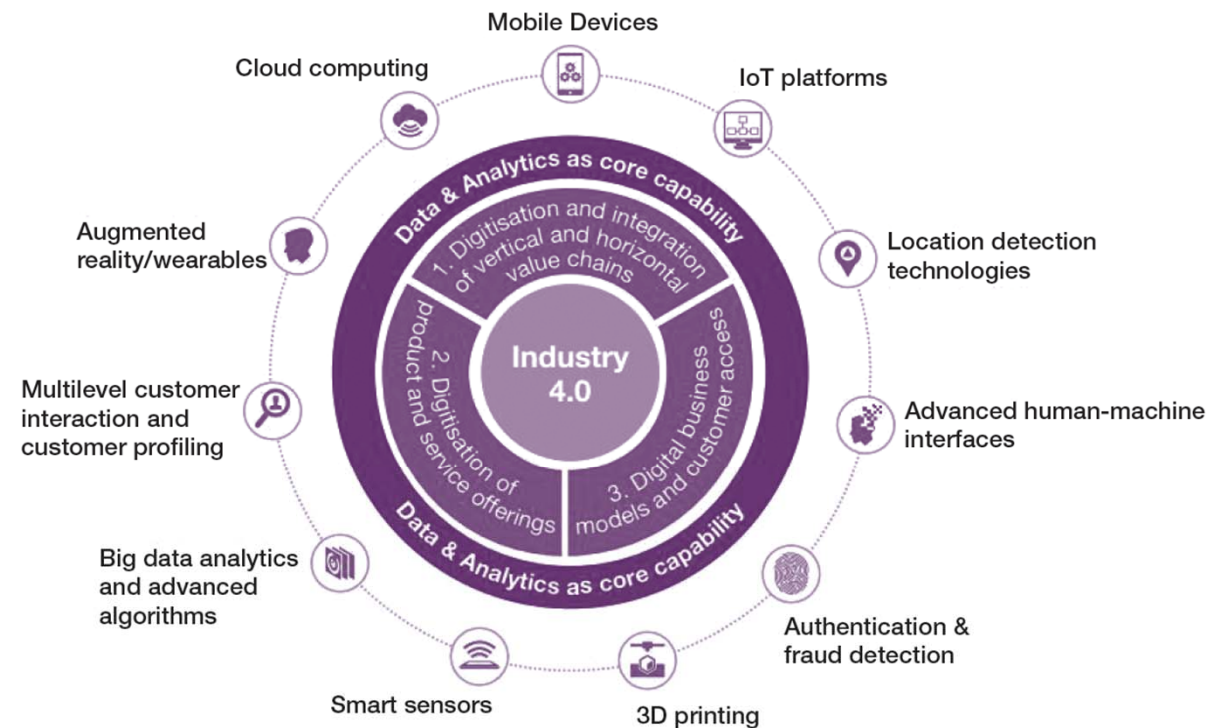 Mobile Devices
Cloud computing
IoT platforms
Data & Analytics as core capability
1. Digitisation and integration
of vertical and horizontal
value chains
Augmented
reality/wearables
Location detection
technologies
Industry
4.0
2. Digitisation of
product and service offerings
3. Digital business
models and customer access
Multilevel customer
interaction and
customer profiling
Advanced human-machine
interfaces
Data & Analytics as core capability
Big data analytics
and advanced
algorithms
Authentication &
fraud detection
Smart sensors
3D printing